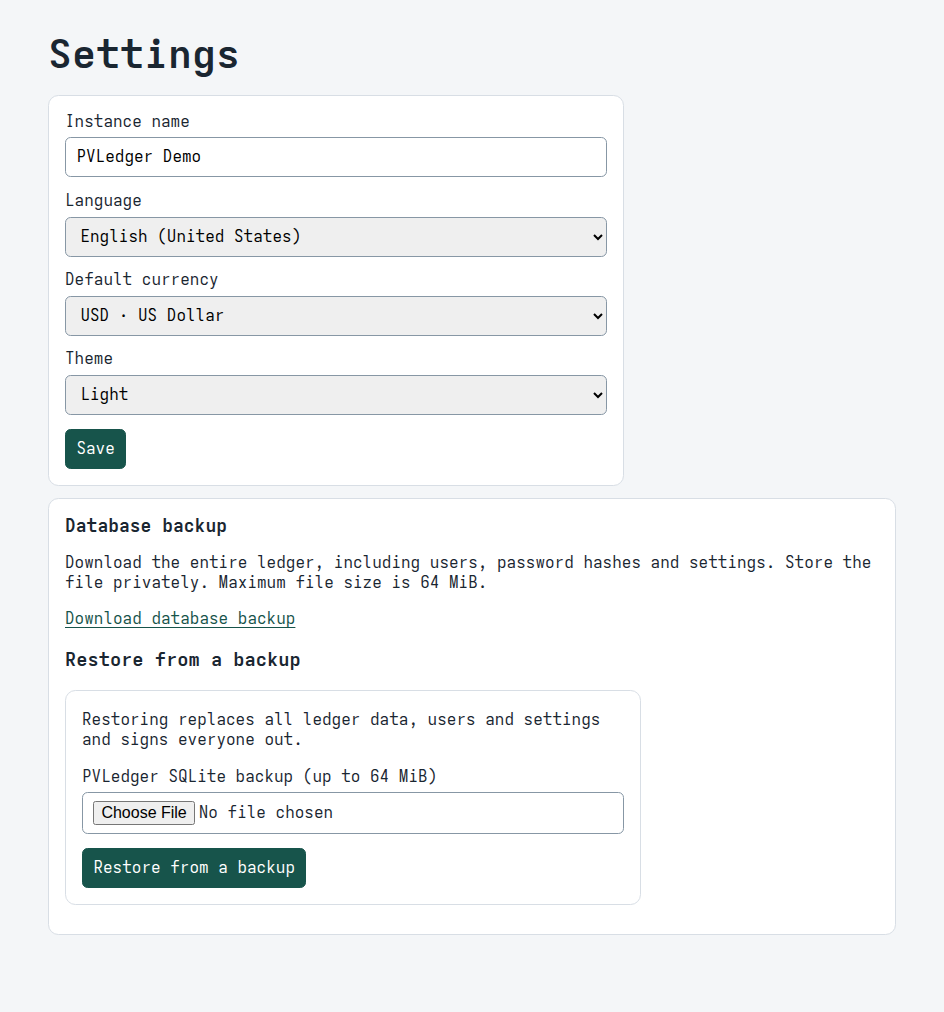 Settings
Instance name
PVLedger Demo
Language
English (United States)
Default currency
USD · US Dollar
Theme
Light
Save
Database backup
Download the entire ledger, including users, password hashes and settings. Store the
file privately. Maximum file size is 64 MiB.
Download database backup
Restore from a backup
Restoring replaces all ledger data, users and settings
and signs everyone out.
PVLedger SQLite backup (up to 64 MiB)
Choose File No file chosen
Restore from a backup